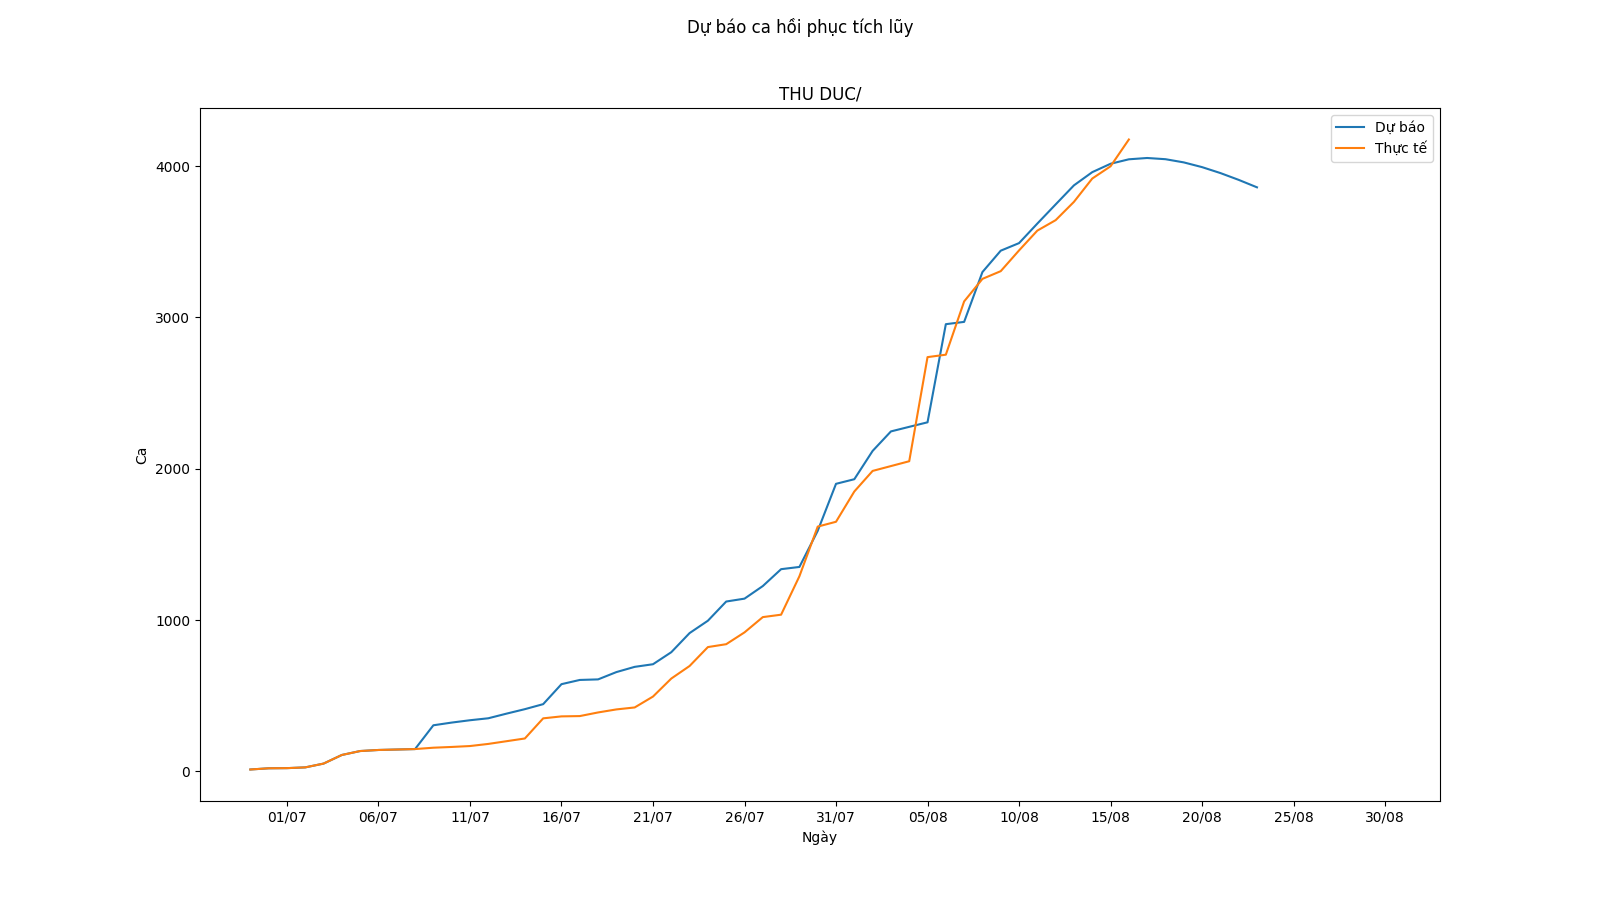 Dự báo ca hồi phục tích lũy
THU DUC/
Dự báo
Thực tế
4000
3000
2000
1000
0
Ca
01/07 06/07 11/07 16/07 21/07 26/07 31/07 05/08 10/08 15/08 20/08 25/08 30/08
Ngày